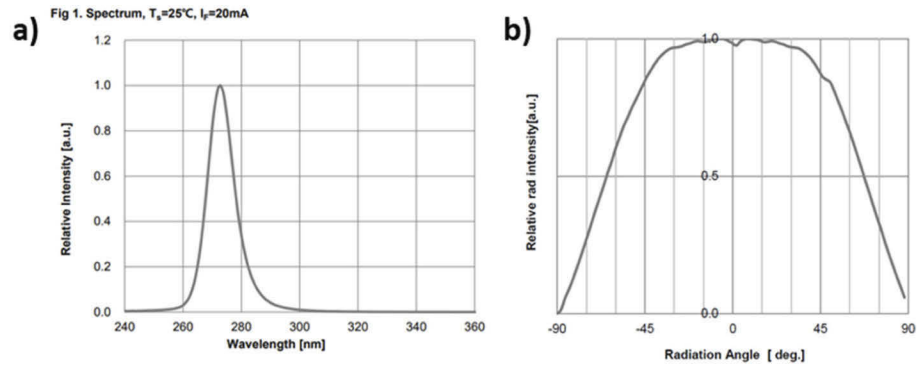 Fig 1. Spectrum, Tₛ=25℃, I_F=20mA
a)
1.2
1.0
0.8
0.6
0.4
0.2
0.0
Relative Intensity [a.u.]
240 260 280 300 320 340 360
Wavelength [nm]
b)
1.0
0.5
0.0
Relative rad intensity[a.u.]
-90 -45 0 45 90
Radiation Angle [ deg.]